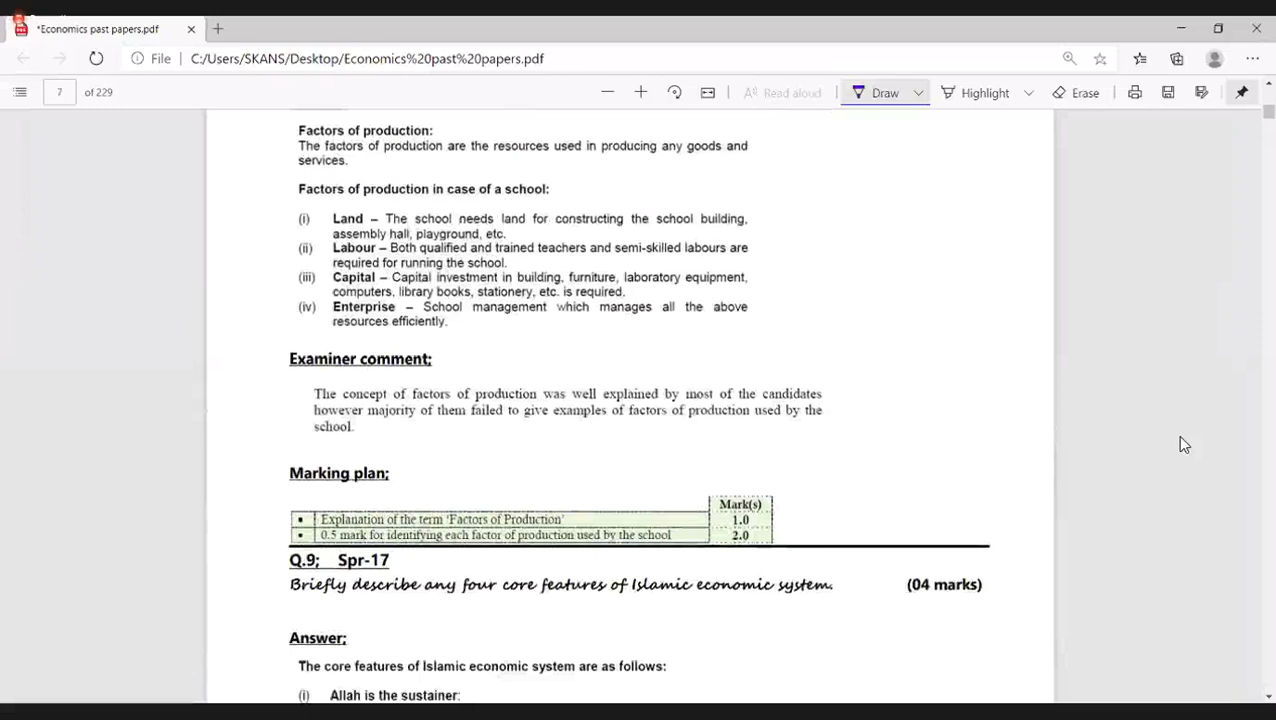 *Economics past papers.pdf
File C:/Users/SKANS/Desktop/Economics%20past%20papers.pdf
7 of 229 Read aloud Draw Highlight Erase
Factors of production:
The factors of production are the resources used in producing any goods and
services.
Factors of production in case of a school:
(i) Land – The school needs land for constructing the school building,
assembly hall, playground, etc.
(ii) Labour – Both qualified and trained teachers and semi-skilled labours are
required for running the school.
(iii) Capital – Capital investment in building, furniture, laboratory equipment,
computers, library books, stationery, etc. is required.
(iv) Enterprise – School management which manages all the above
resources efficiently.
Examiner comment;
The concept of factors of production was well explained by most of the candidates
however majority of them failed to give examples of factors of production used by the
school.
Marking plan;
Mark(s)
• Explanation of the term 'Factors of Production' 1.0
• 0.5 mark for identifying each factor of production used by the school 2.0
Q.9; Spr-17
Briefly describe any four core features of Islamic economic system. (04 marks)
Answer;
The core features of Islamic economic system are as follows:
(i) Allah is the sustainer: